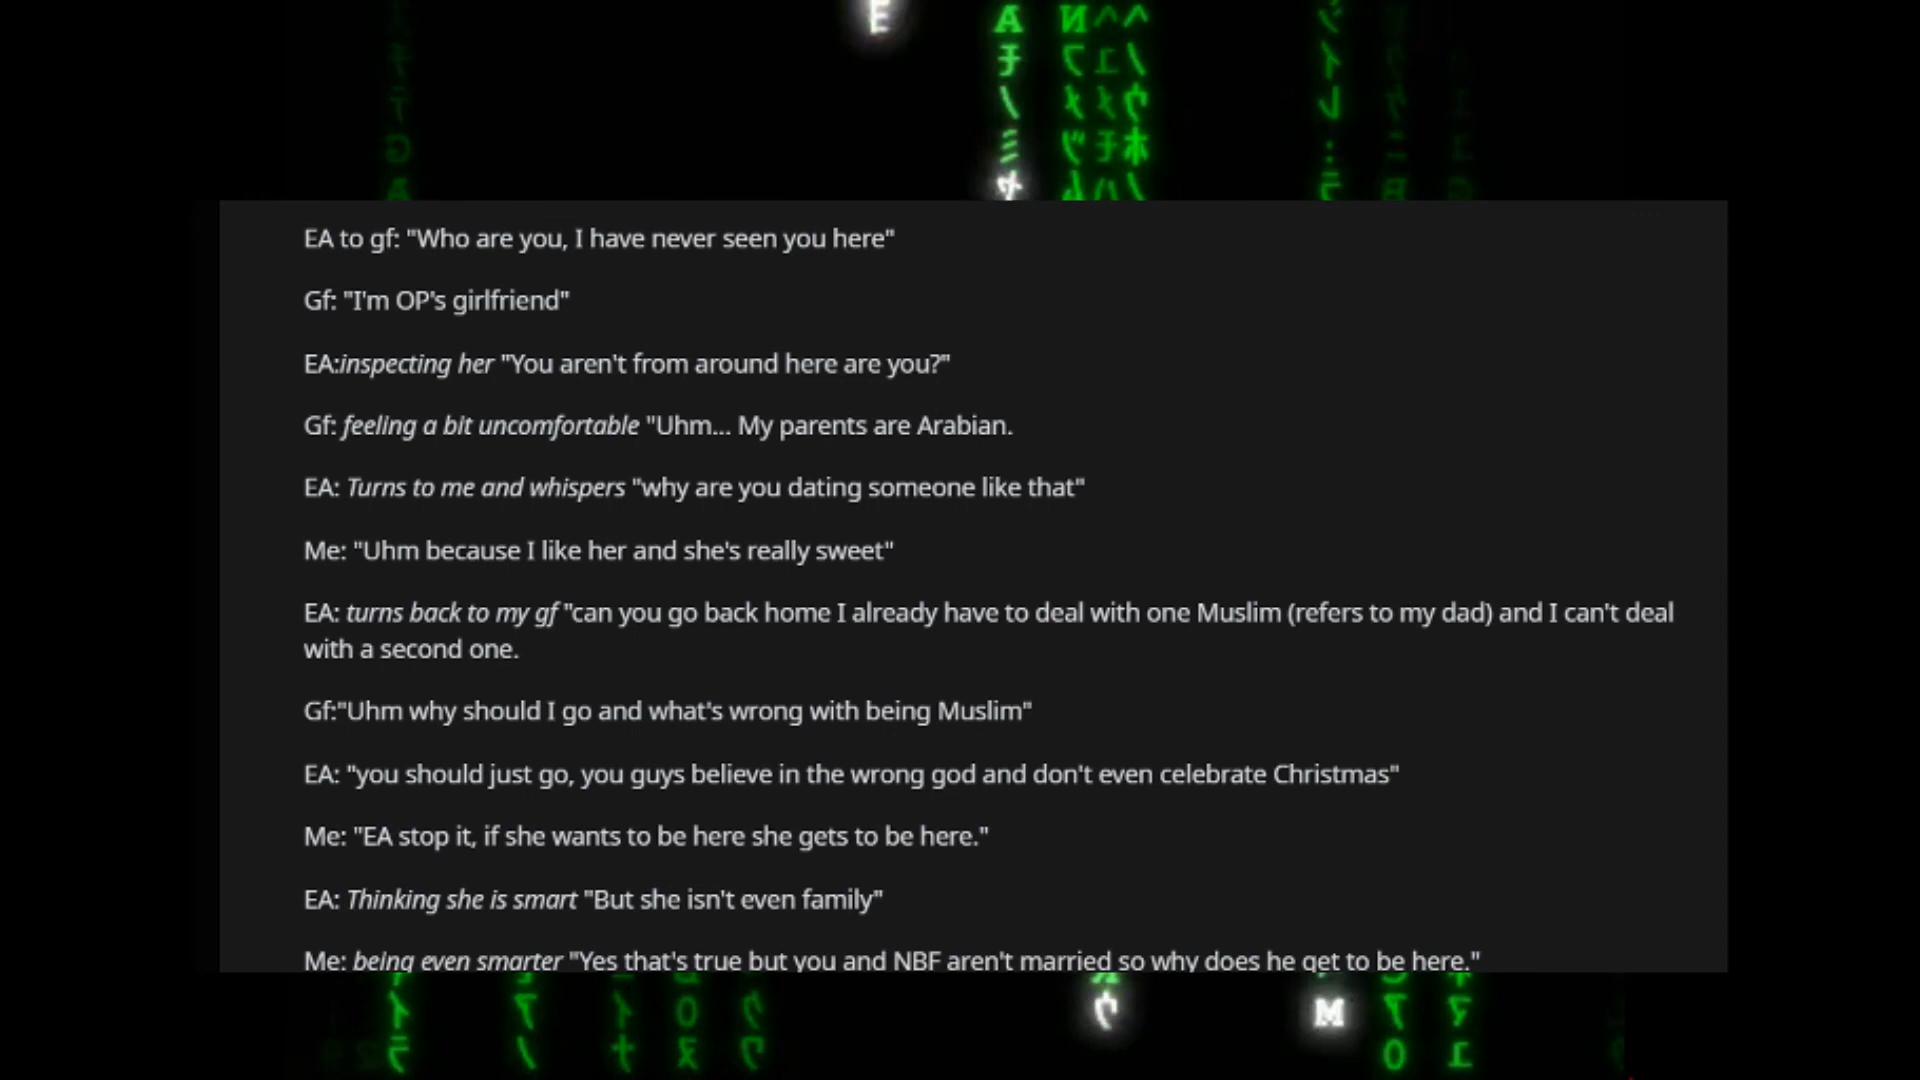 EA to gf: "Who are you, I have never seen you here"
Gf: "I'm OP's girlfriend"
EA:inspecting her "You aren't from around here are you?"
Gf: feeling a bit uncomfortable "Uhm... My parents are Arabian.
EA: Turns to me and whispers "why are you dating someone like that"
Me: "Uhm because I like her and she's really sweet"
EA: turns back to my gf "can you go back home I already have to deal with one Muslim (refers to my dad) and I can't deal
with a second one.
Gf:"Uhm why should I go and what's wrong with being Muslim"
EA: "you should just go, you guys believe in the wrong god and don't even celebrate Christmas"
Me: "EA stop it, if she wants to be here she gets to be here."
EA: Thinking she is smart "But she isn't even family"
Me: being even smarter "Yes that's true but you and NBF aren't married so why does he get to be here."